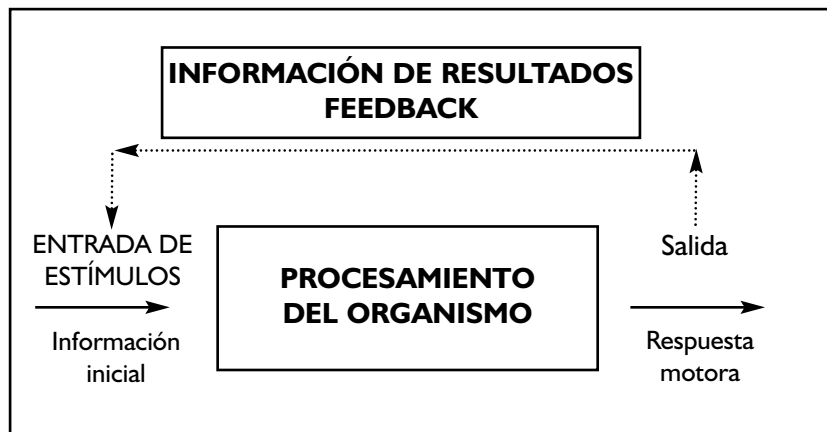 INFORMACIÓN DE RESULTADOS
FEEDBACK
ENTRADA DE
ESTÍMULOS
Información
inicial
PROCESAMIENTO
DEL ORGANISMO
Salida
Respuesta
motora